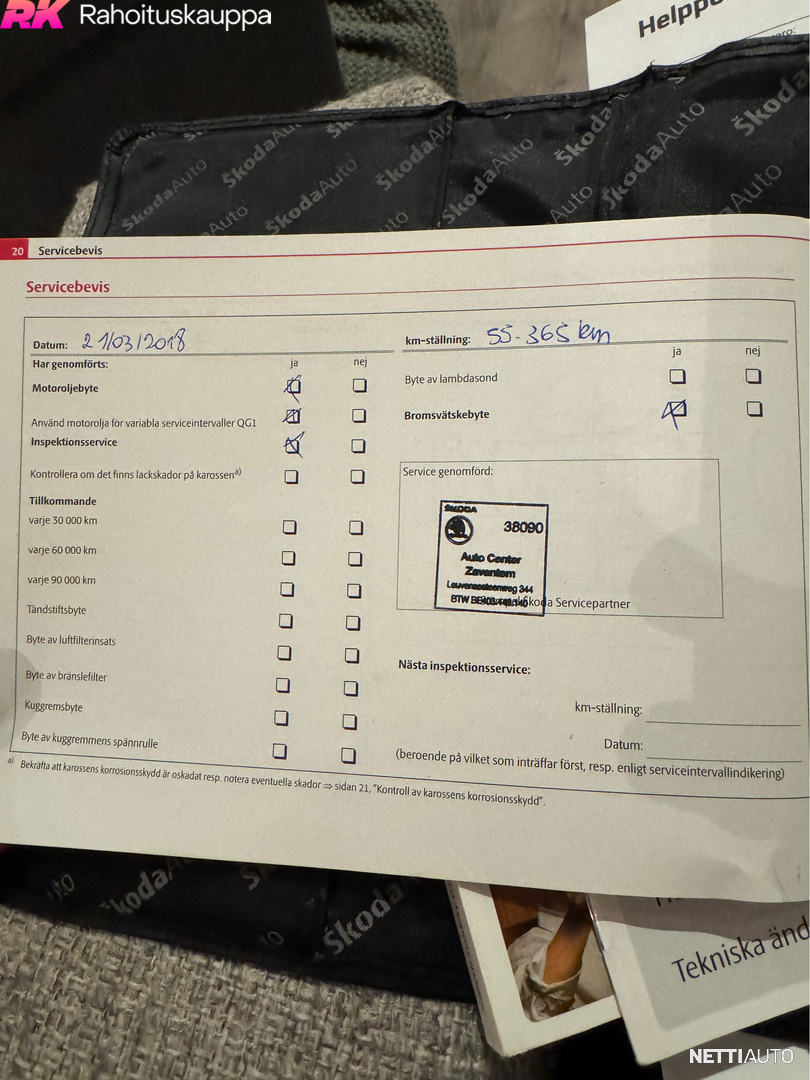 RK Rahoituskauppa
Helppo
ŠkodaAuto
20 Servicebevis
Servicebevis
Datum: 21/03/2018
km-ställning: 55.365 km
Har genomförts: ja nej
ja nej
Motoroljebyte
Byte av lambdasond
Använd motorolja för variabla serviceintervaller QG1
Bromsvätskebyte
Inspektionsservice
Kontrollera om det finns lackskador på karossen a)
Service genomförd:
Tillkommande
varje 30 000 km
varje 60 000 km
varje 90 000 km
Tändstiftsbyte
Byte av luftfilterinsats
Byte av bränslefilter
Kuggremsbyte
Byte av kuggremmens spännrulle
ŠKODA
38090
Auto Center
Zaventem
Leuvensesteenweg 344
BTW
Škoda Servicepartner
Nästa inspektionsservice:
km-ställning:
Datum:
(beroende på vilket som inträffar först, resp. enligt serviceintervallindikering)
a) Bekräfta att karossens korrosionsskydd är oskadat resp. notera eventuella skador ⇒ sidan 21, "Kontroll av karossens korrosionsskydd".
ŠkodaAuto
Tekniska änd
NETTIAUTO